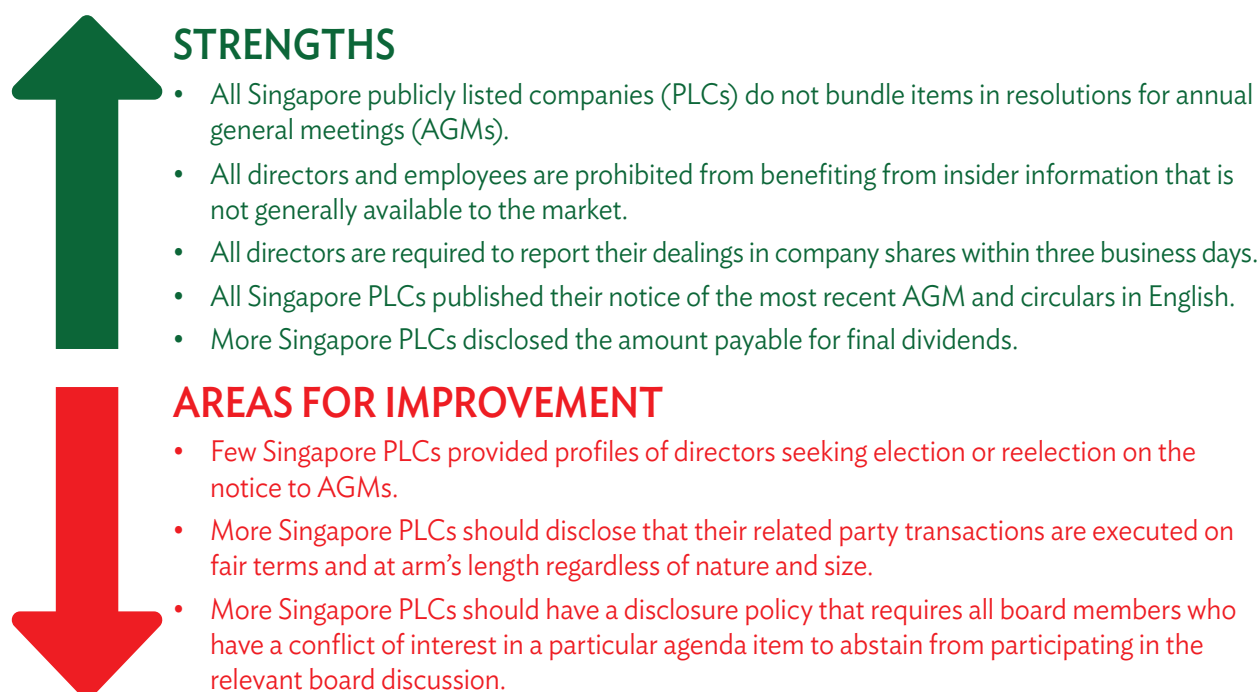 STRENGTHS
• All Singapore publicly listed companies (PLCs) do not bundle items in resolutions for annual
general meetings (AGMs).
• All directors and employees are prohibited from benefiting from insider information that is
not generally available to the market.
• All directors are required to report their dealings in company shares within three business days.
• All Singapore PLCs published their notice of the most recent AGM and circulars in English.
• More Singapore PLCs disclosed the amount payable for final dividends.
AREAS FOR IMPROVEMENT
• Few Singapore PLCs provided profiles of directors seeking election or reelection on the
notice to AGMs.
• More Singapore PLCs should disclose that their related party transactions are executed on
fair terms and at arm’s length regardless of nature and size.
• More Singapore PLCs should have a disclosure policy that requires all board members who
have a conflict of interest in a particular agenda item to abstain from participating in the
relevant board discussion.